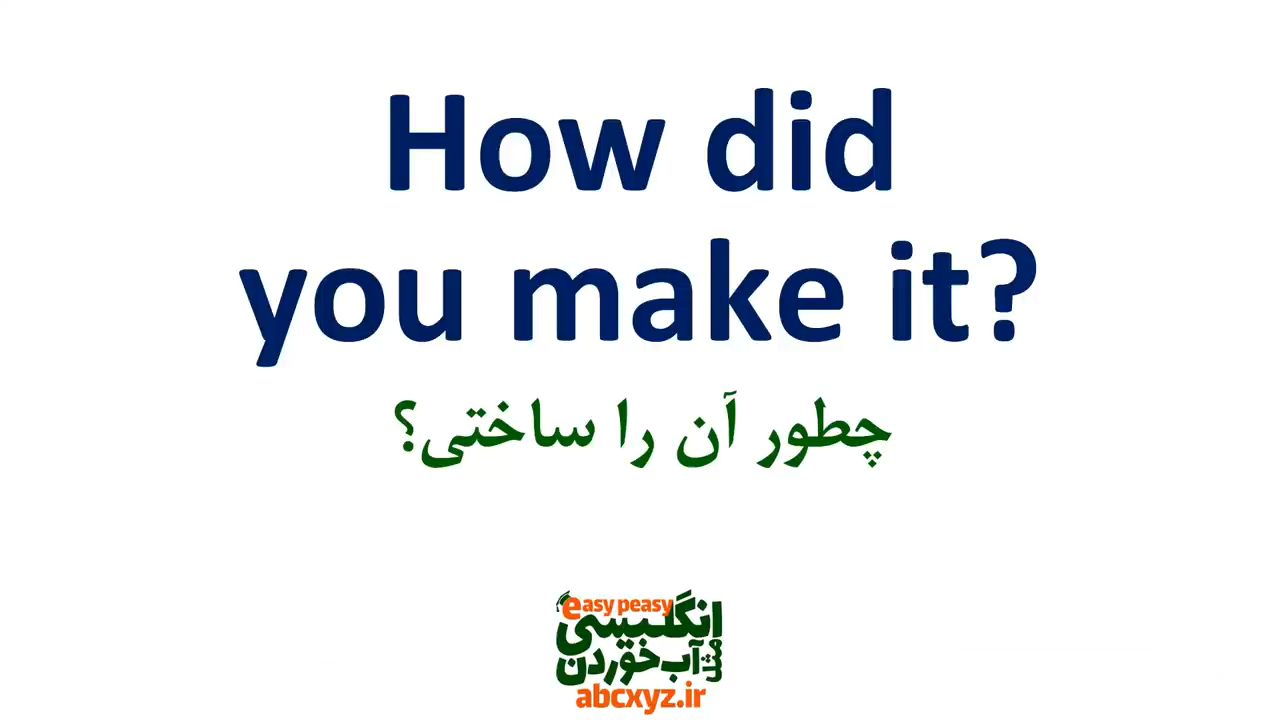 How did
you make it?
چطور آن را ساختی؟
easy peasy
انگلیسی
مثل آب خوردن
abcxyz.ir